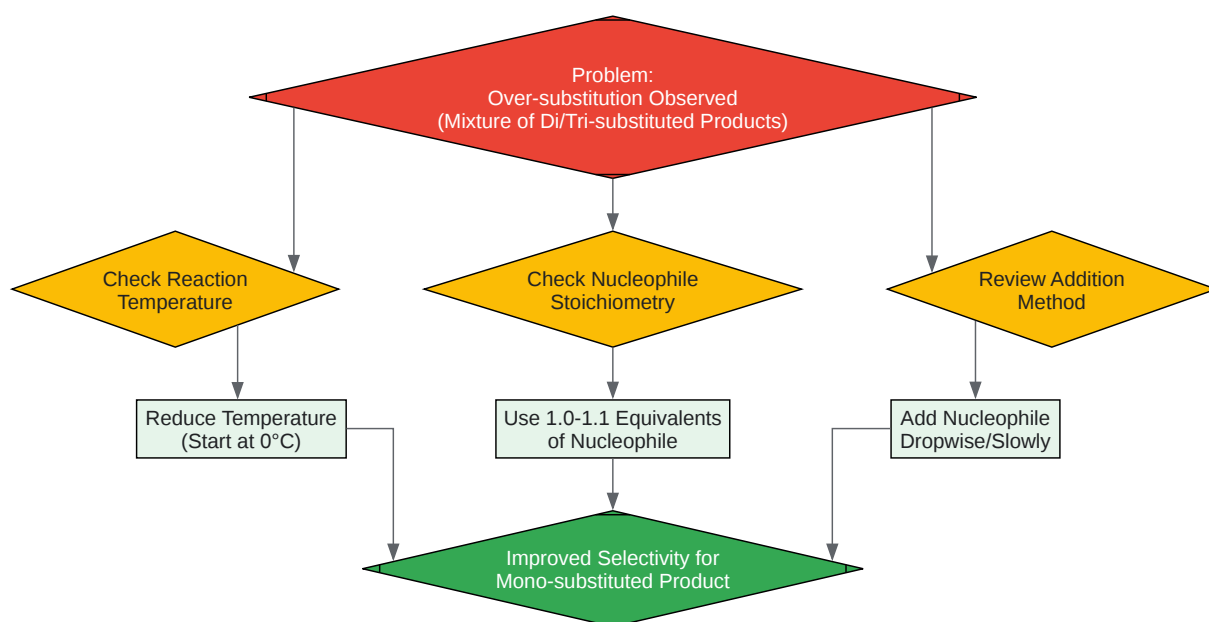 Problem:
Over-substitution Observed
(Mixture of Di/Tri-substituted Products)
Check Reaction
Temperature
Check Nucleophile
Stoichiometry
Review Addition
Method
Reduce Temperature
(Start at 0°C)
Use 1.0-1.1 Equivalents
of Nucleophile
Add Nucleophile
Dropwise/Slowly
Improved Selectivity for
Mono-substituted Product